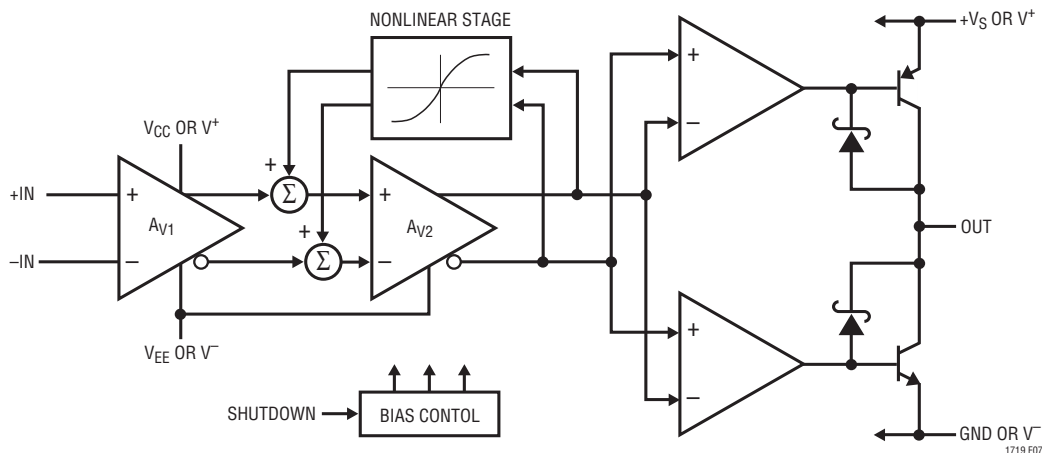 NONLINEAR STAGE
+VS OR V+
VCC OR V+
+
+
–
+IN
+
AV1
–
–IN
Σ
+
Σ
+
AV2
–
OUT
VEE OR V–
+
–
SHUTDOWN
BIAS CONTOL
GND OR V–
1719 F07